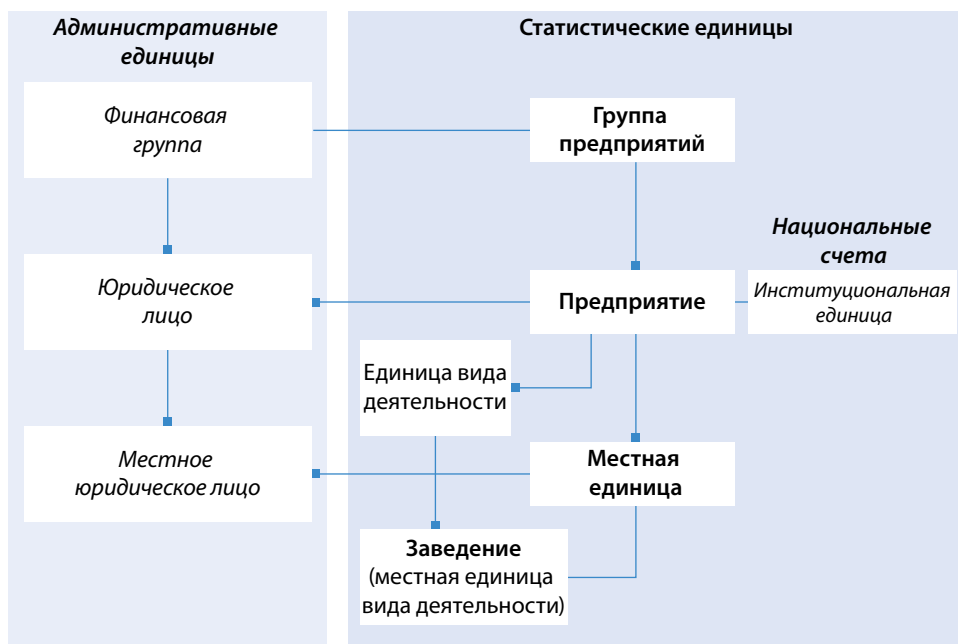 Административные
единицы
Статистические единицы
Финансовая
группа
Группа
предприятий
Национальные
счета
Юридическое
лицо
Предприятие
Институциональная
единица
Единица вида
деятельности
Местное
юридическое лицо
Местная
единица
Заведение
(местная единица
вида деятельности)